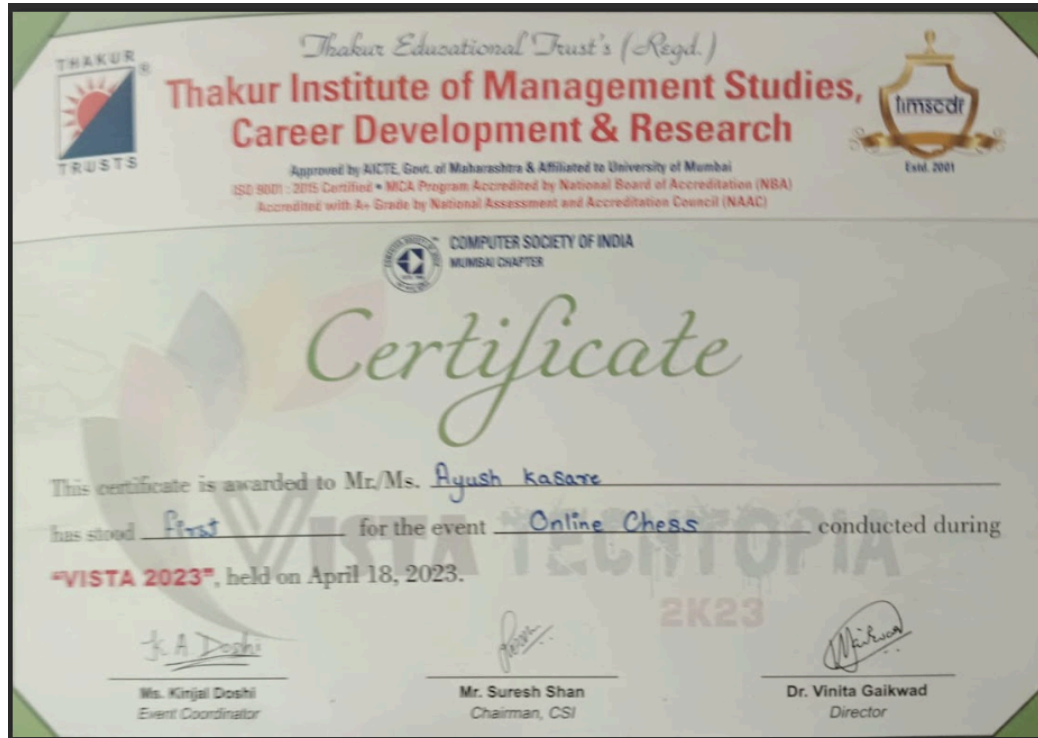 THAKUR ®
TRUSTS
Thakur Educational Trust's (Regd.)
Thakur Institute of Management Studies,
Career Development & Research
Approved by AICTE, Govt. of Maharashtra & Affiliated to University of Mumbai
ISO 9001 : 2015 Certified • MCA Program Accredited by National Board of Accreditation (NBA)
Accredited with A+ Grade by National Assessment and Accreditation Council (NAAC)
timscdr
Estd. 2001
COMPUTER SOCIETY OF INDIA
MUMBAI CHAPTER
Certificate
This certificate is awarded to Mr./Ms. Ayush Kasare
has stood first for the event Online Chess conducted during
"VISTA 2023", held on April 18, 2023.
VISTA TECHTOPIA
2K23
K. A Doshi
Ms. Kinjal Doshi
Event Coordinator
Mr. Suresh Shan
Chairman, CSI
Dr. Vinita Gaikwad
Director